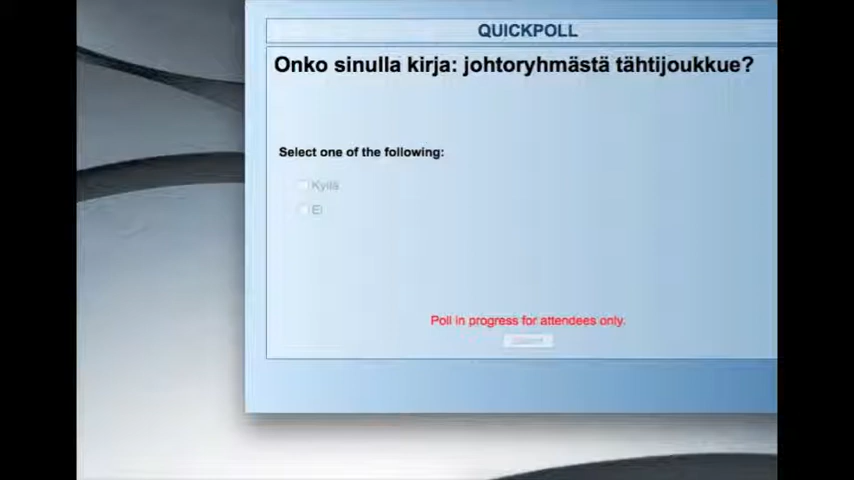 QUICKPOLL
Onko sinulla kirja: johtoryhmästä tähtijoukkue?
Select one of the following:
Kyllä
Ei
Poll in progress for attendees only.